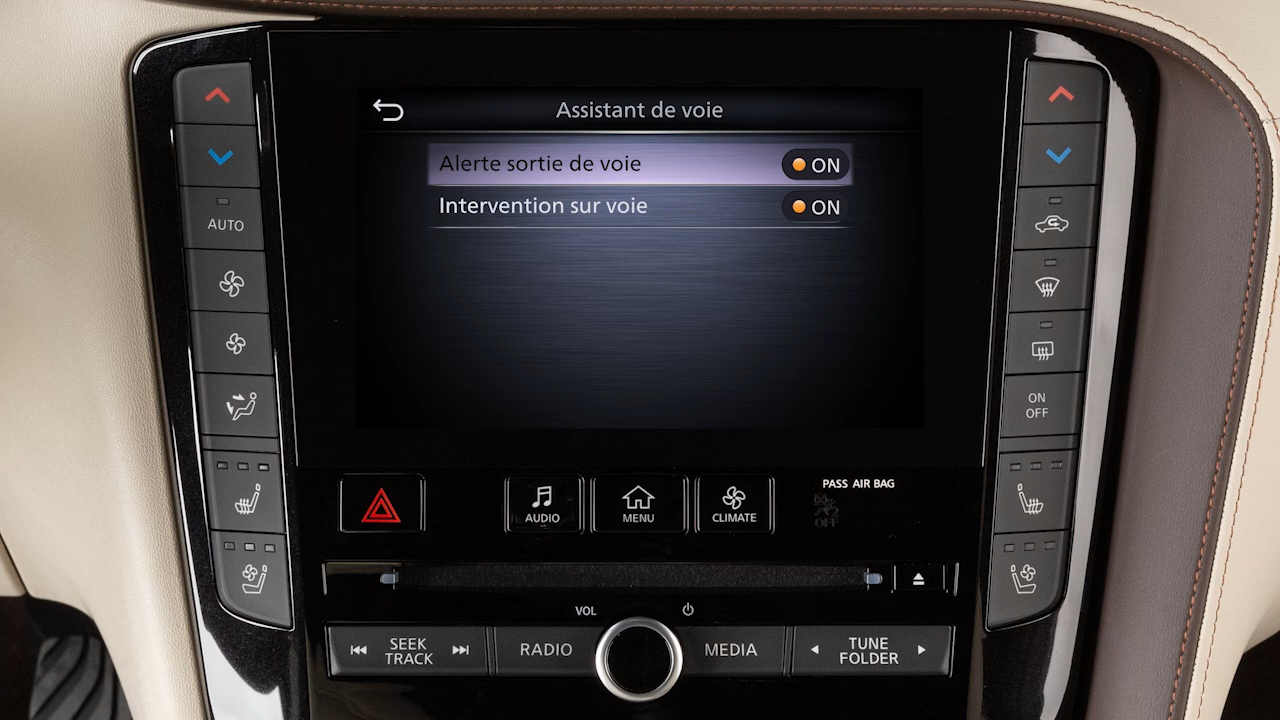 Assistant de voie
Alerte sortie de voie ON
Intervention sur voie ON
AUTO
ON
OFF
AUDIO
MENU
CLIMATE
PASS AIR BAG
OFF
VOL
SEEK
TRACK
RADIO
MEDIA
TUNE
FOLDER